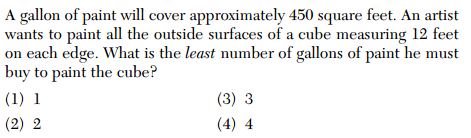 A gallon of paint will cover approximately 450 square feet. An artist
wants to paint all the outside surfaces of a cube measuring 12 feet
on each edge. What is the least number of gallons of paint he must
buy to paint the cube?
(1) 1 (3) 3
(2) 2 (4) 4